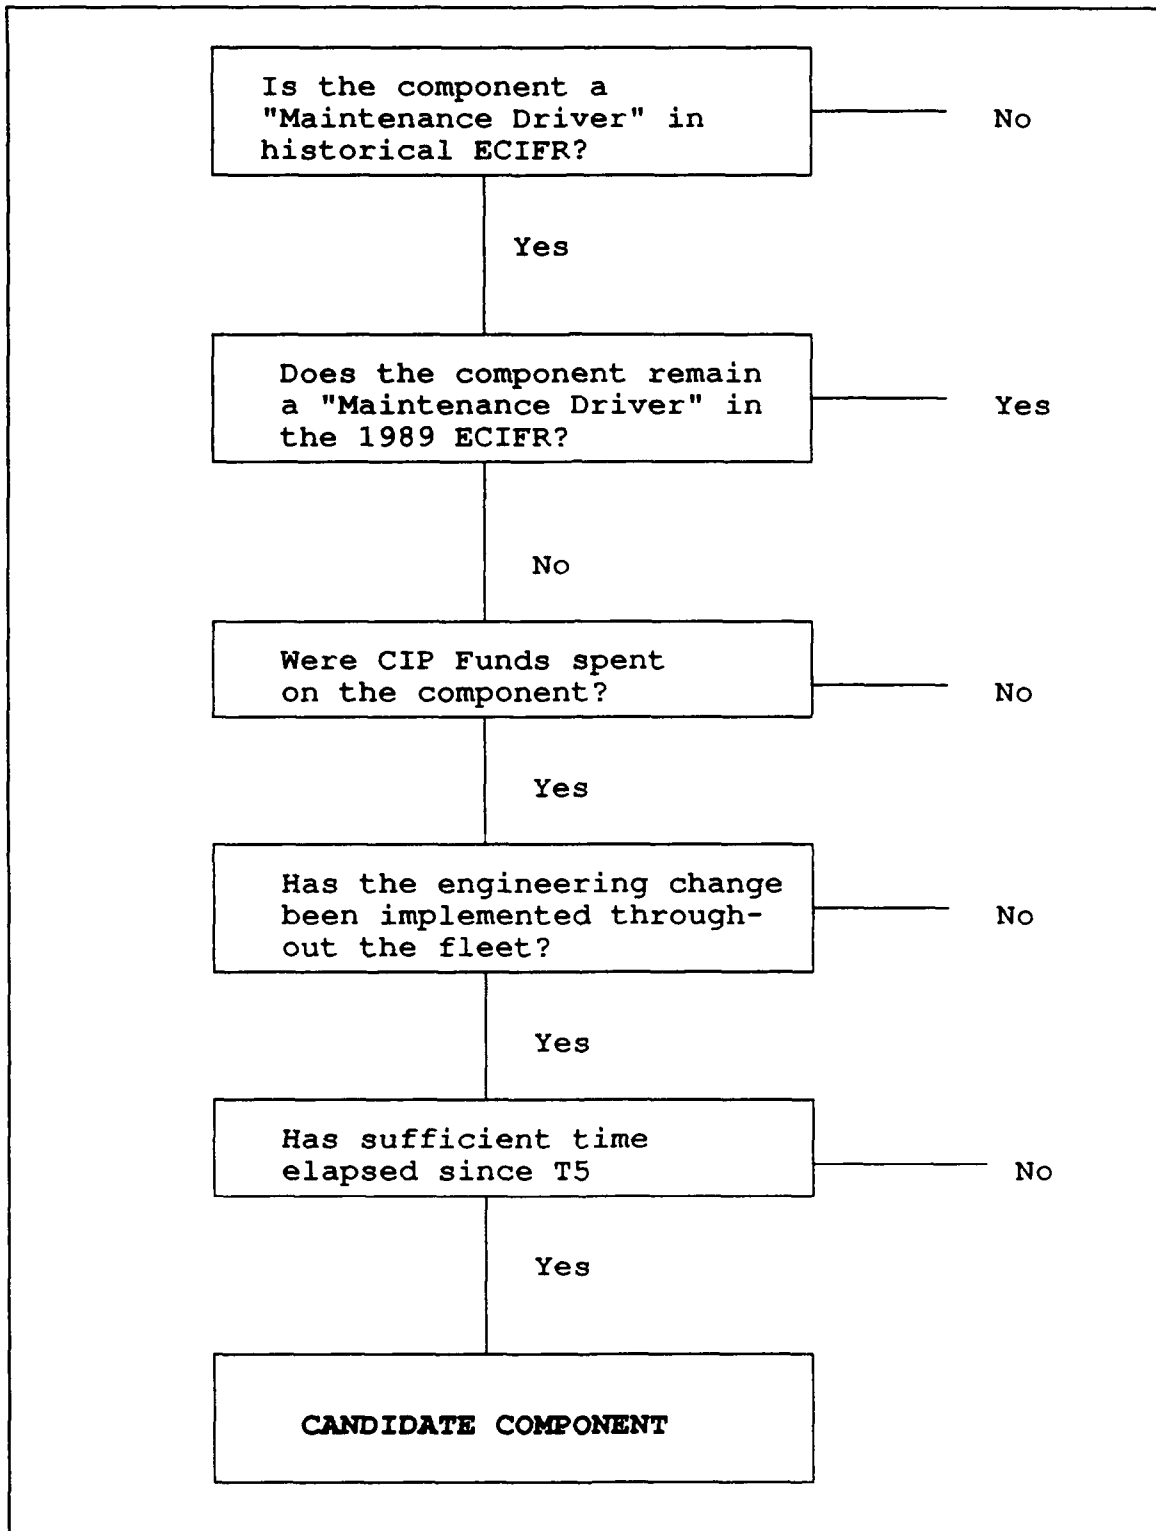 Is the component a
"Maintenance Driver" in
historical ECIFR?
No
Yes
Does the component remain
a "Maintenance Driver" in
the 1989 ECIFR?
Yes
No
Were CIP Funds spent
on the component?
No
Yes
Has the engineering change
been implemented through-
out the fleet?
No
Yes
Has sufficient time
elapsed since T5
No
Yes
CANDIDATE COMPONENT